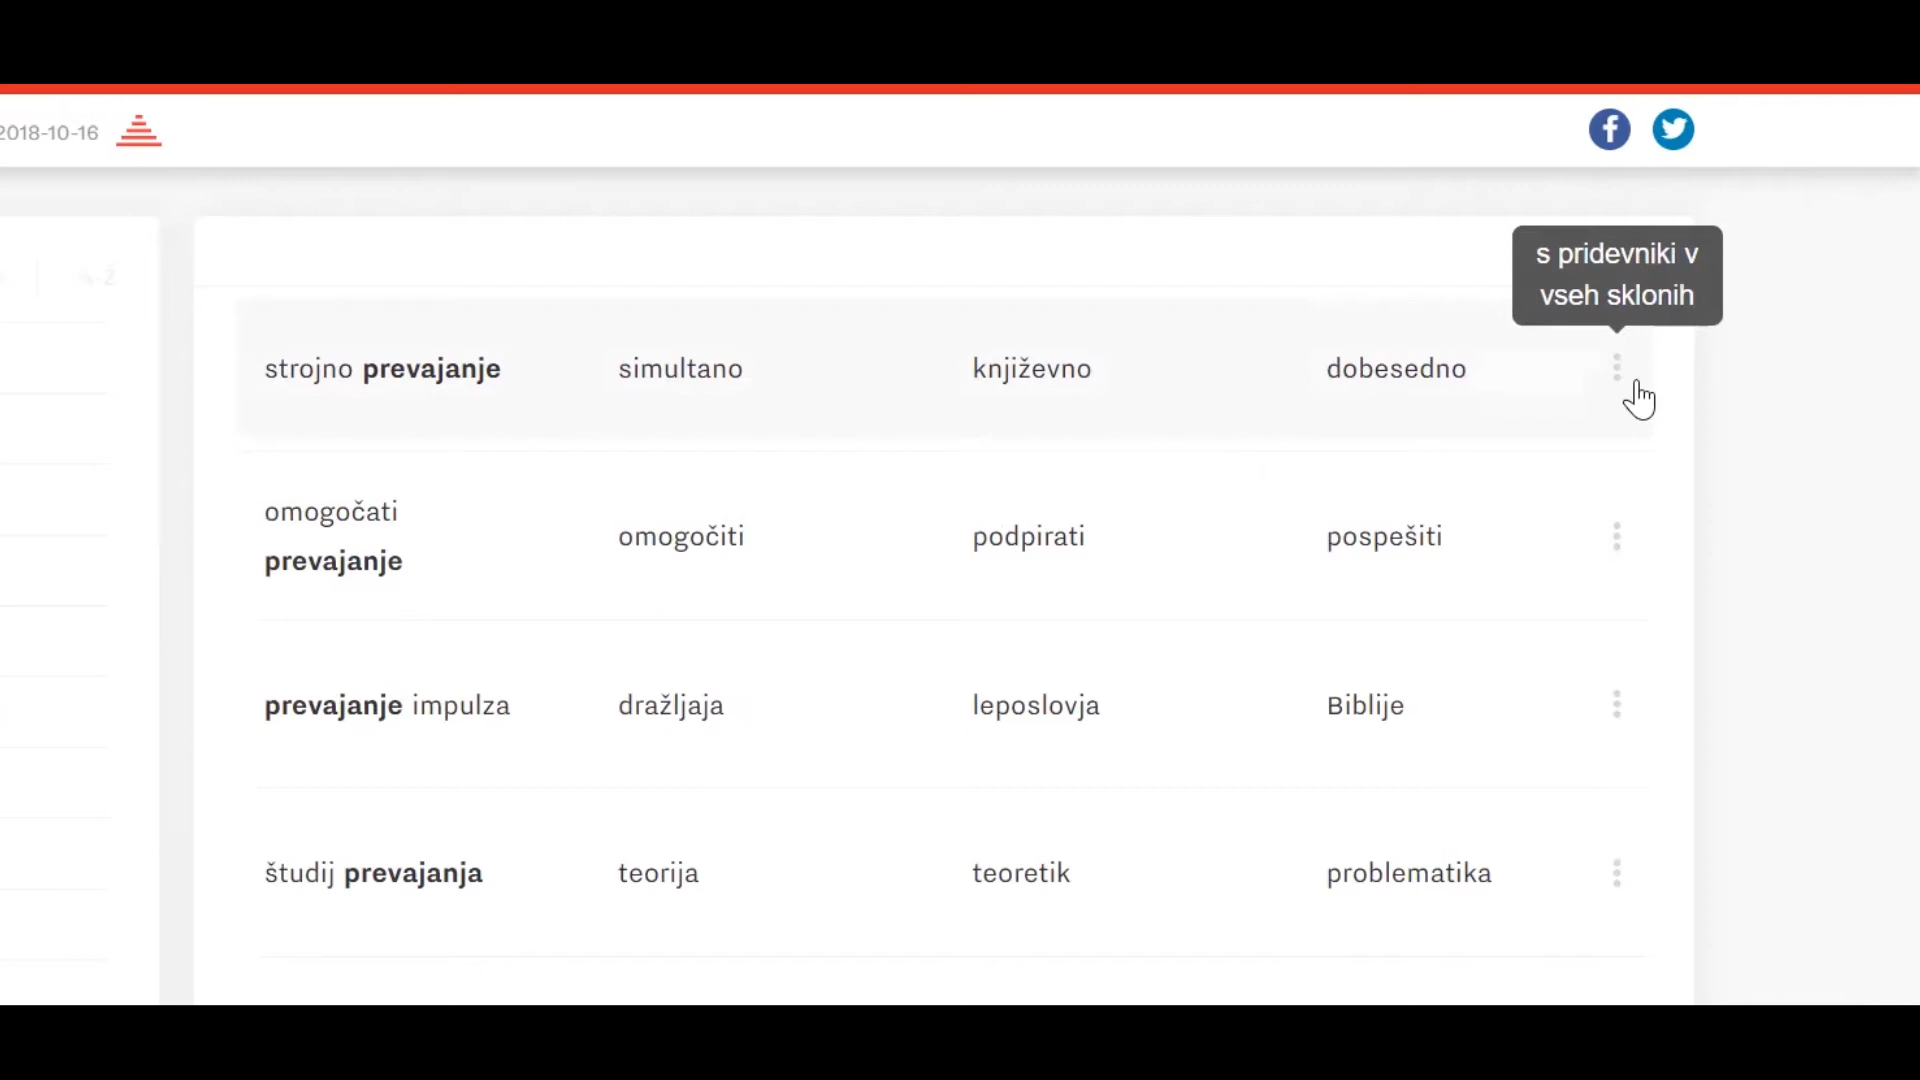 2018-10-16
s pridevniki v
vseh sklonih
strojno prevajanje simultano književno dobesedno
omogočati
prevajanje omogočiti podpirati pospešiti
prevajanje impulza dražljaja leposlovja Biblije
študij prevajanja teorija teoretik problematika